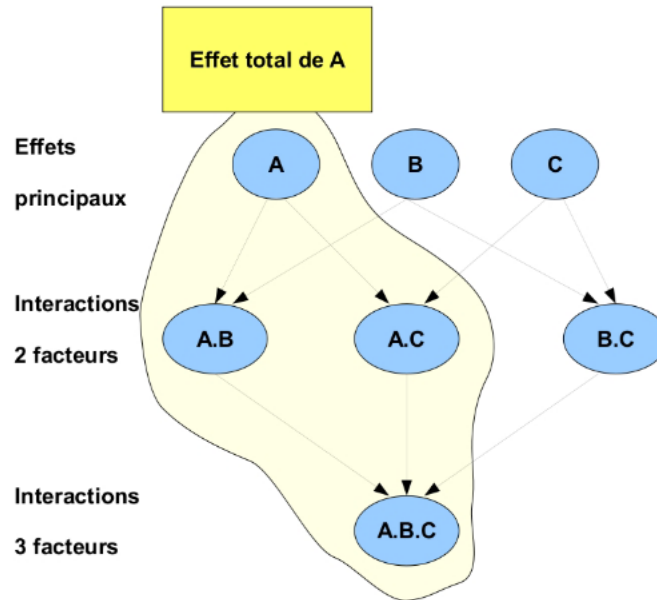 Effet total de A
Effets
principaux
A
B
C
Interactions
2 facteurs
A.B
A.C
B.C
Interactions
3 facteurs
A.B.C